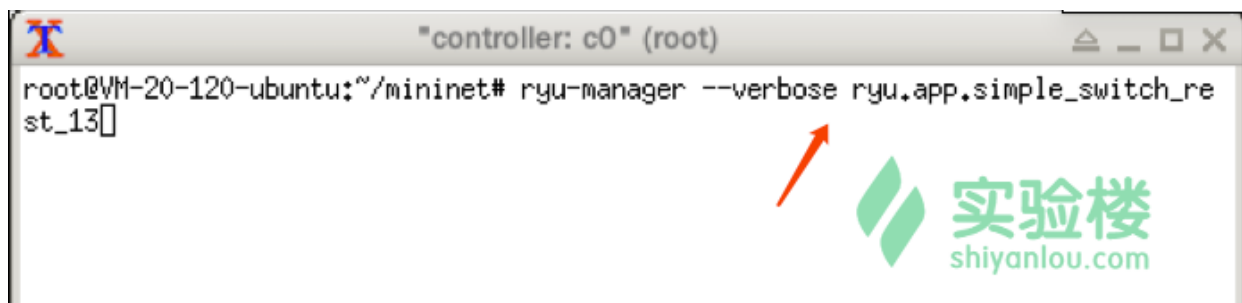 "controller: c0" (root)
root@VM-20-120-ubuntu:~/mininet# ryu-manager --verbose ryu.app.simple_switch_re
st_13
实验楼
shiyanlou.com